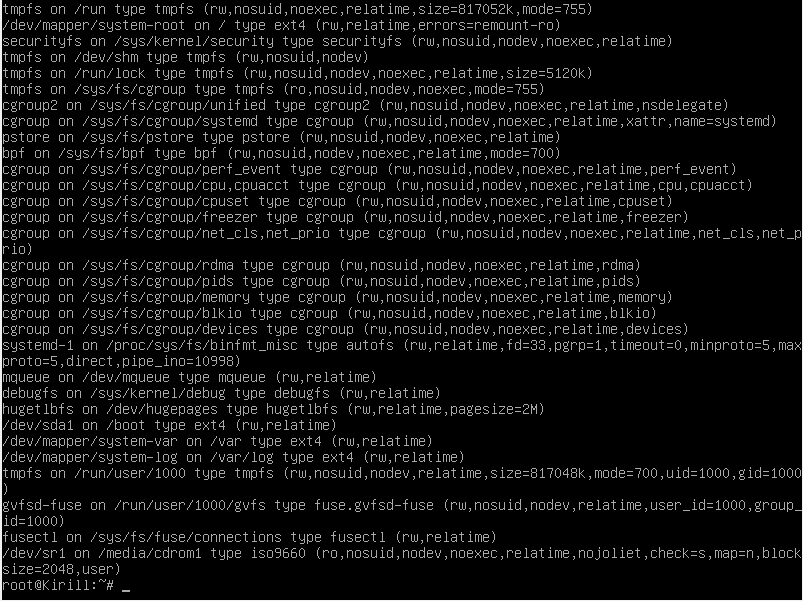 tmpfs on /run type tmpfs (rw,nosuid,noexec,relatime,size=817052k,mode=755)
/dev/mapper/system-root on / type ext4 (rw,relatime,errors=remount-ro)
securityfs on /sys/kernel/security type securityfs (rw,nosuid,nodev,noexec,relatime)
tmpfs on /dev/shm type tmpfs (rw,nosuid,nodev)
tmpfs on /run/lock type tmpfs (rw,nosuid,nodev,noexec,relatime,size=5120k)
tmpfs on /sys/fs/cgroup type tmpfs (ro,nosuid,nodev,noexec,mode=755)
cgroup2 on /sys/fs/cgroup/unified type cgroup2 (rw,nosuid,nodev,noexec,relatime,nsdelegate)
cgroup on /sys/fs/cgroup/systemd type cgroup (rw,nosuid,nodev,noexec,relatime,xattr,name=systemd)
pstore on /sys/fs/pstore type pstore (rw,nosuid,nodev,noexec,relatime)
bpf on /sys/fs/bpf type bpf (rw,nosuid,nodev,noexec,relatime,mode=700)
cgroup on /sys/fs/cgroup/perf_event type cgroup (rw,nosuid,nodev,noexec,relatime,perf_event)
cgroup on /sys/fs/cgroup/cpu,cpuacct type cgroup (rw,nosuid,nodev,noexec,relatime,cpu,cpuacct)
cgroup on /sys/fs/cgroup/cpuset type cgroup (rw,nosuid,nodev,noexec,relatime,cpuset)
cgroup on /sys/fs/cgroup/freezer type cgroup (rw,nosuid,nodev,noexec,relatime,freezer)
cgroup on /sys/fs/cgroup/net_cls,net_prio type cgroup (rw,nosuid,nodev,noexec,relatime,net_cls,net_p
rio)
cgroup on /sys/fs/cgroup/rdma type cgroup (rw,nosuid,nodev,noexec,relatime,rdma)
cgroup on /sys/fs/cgroup/pids type cgroup (rw,nosuid,nodev,noexec,relatime,pids)
cgroup on /sys/fs/cgroup/memory type cgroup (rw,nosuid,nodev,noexec,relatime,memory)
cgroup on /sys/fs/cgroup/blkio type cgroup (rw,nosuid,nodev,noexec,relatime,blkio)
cgroup on /sys/fs/cgroup/devices type cgroup (rw,nosuid,nodev,noexec,relatime,devices)
systemd-1 on /proc/sys/fs/binfmt_misc type autofs (rw,relatime,fd=33,pgrp=1,timeout=0,minproto=5,max
proto=5,direct,pipe_ino=10998)
mqueue on /dev/mqueue type mqueue (rw,relatime)
debugfs on /sys/kernel/debug type debugfs (rw,relatime)
hugetlbfs on /dev/hugepages type hugetlbfs (rw,relatime,pagesize=2M)
/dev/sda1 on /boot type ext4 (rw,relatime)
/dev/mapper/system-var on /var type ext4 (rw,relatime)
/dev/mapper/system-log on /var/log type ext4 (rw,relatime)
tmpfs on /run/user/1000 type tmpfs (rw,nosuid,nodev,relatime,size=817048k,mode=700,uid=1000,gid=1000
)
gvfsd-fuse on /run/user/1000/gvfs type fuse.gvfsd-fuse (rw,nosuid,nodev,relatime,user_id=1000,group_
id=1000)
fusectl on /sys/fs/fuse/connections type fusectl (rw,relatime)
/dev/sr1 on /media/cdrom1 type iso9660 (ro,nosuid,nodev,noexec,relatime,nojoliet,check=s,map=n,block
size=2048,user)
root@Kirill:~# _